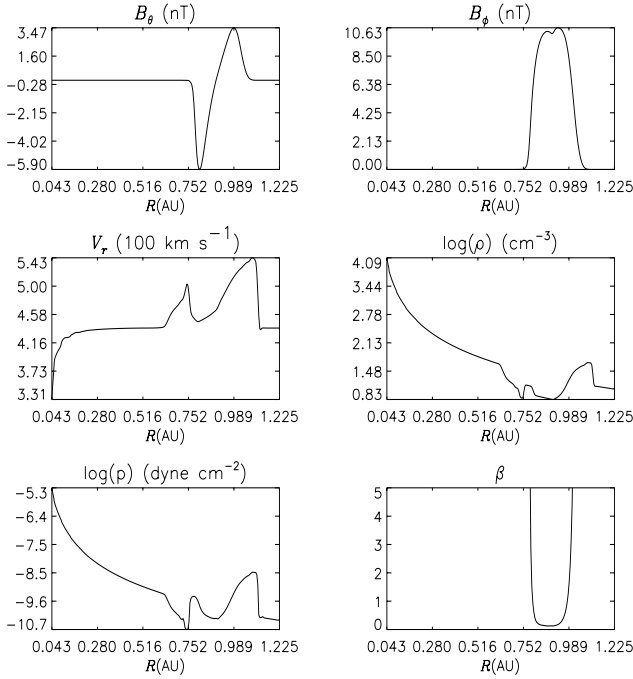 B_θ (nT)
3.47
1.60
−0.28
−2.15
−4.02
−5.90
0.043 0.280 0.516 0.752 0.989 1.225
R(AU)
B_ϕ (nT)
10.63
8.50
6.38
4.25
2.13
0.00
0.043 0.280 0.516 0.752 0.989 1.225
R(AU)
V_r (100 km s⁻¹)
5.43
5.00
4.58
4.16
3.73
3.31
0.043 0.280 0.516 0.752 0.989 1.225
R(AU)
log(ρ) (cm⁻³)
4.09
3.44
2.78
2.13
1.48
0.83
0.043 0.280 0.516 0.752 0.989 1.225
R(AU)
log(p) (dyne cm⁻²)
−5.3
−6.4
−7.5
−8.5
−9.6
−10.7
0.043 0.280 0.516 0.752 0.989 1.225
R(AU)
β
5
4
3
2
1
0
0.043 0.280 0.516 0.752 0.989 1.225
R(AU)